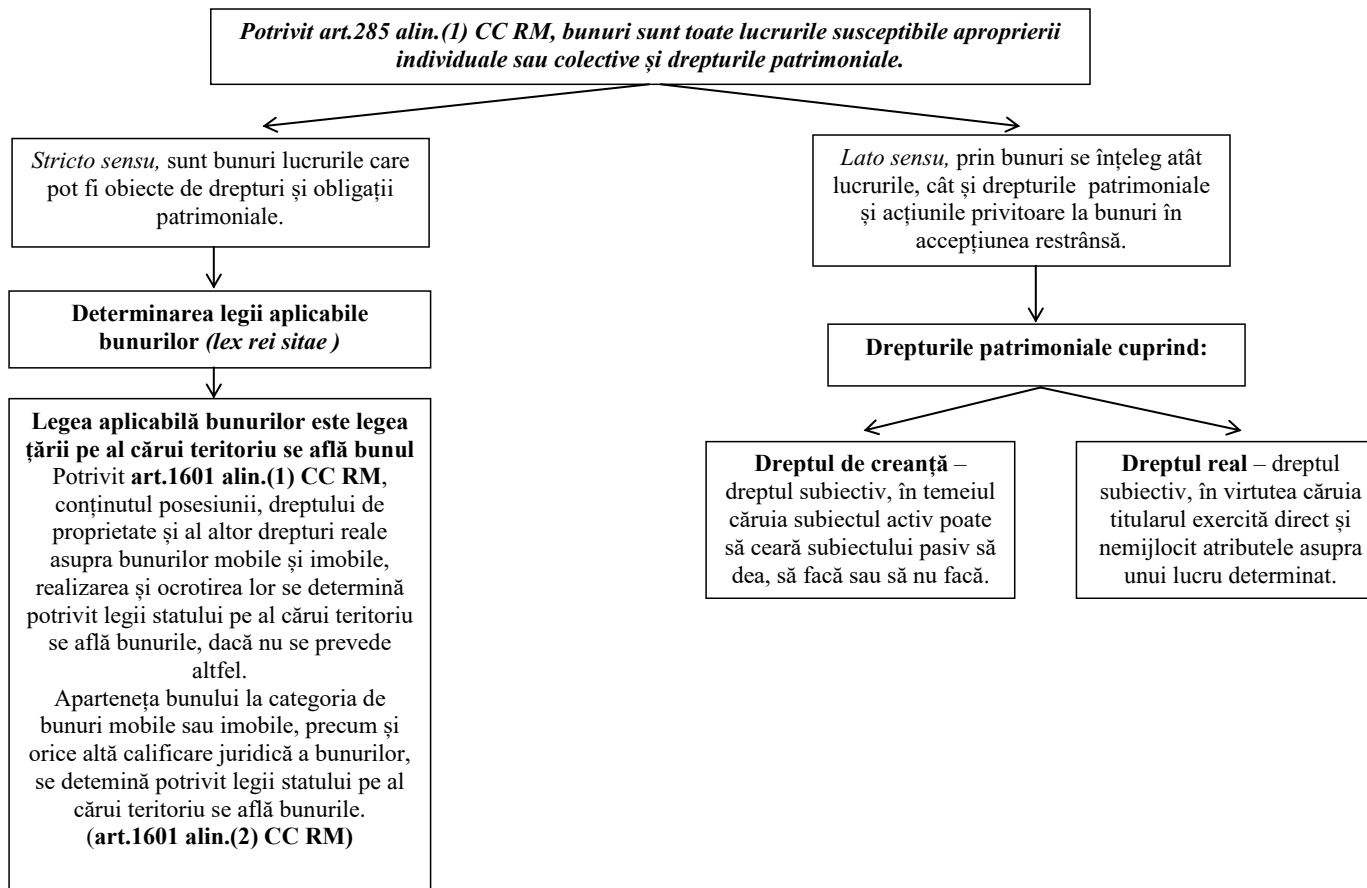 Potrivit art.285 alin.(1) CC RM, bunuri sunt toate lucrurile susceptibile aproprierii
individuale sau colective și drepturile patrimoniale.
Stricto sensu, sunt bunuri lucrurile care
pot fi obiecte de drepturi și obligații
patrimoniale.
Lato sensu, prin bunuri se înțeleg atât
lucrurile, cât și drepturile patrimoniale
și acțiunile privitoare la bunuri în
accepțiunea restrânsă.
Determinarea legii aplicabile
bunurilor (lex rei sitae )
Drepturile patrimoniale cuprind:
Legea aplicabilă bunurilor este legea
țării pe al cărui teritoriu se află bunul
Potrivit art.1601 alin.(1) CC RM,
conținutul posesiunii, dreptului de
proprietate și al altor drepturi reale
asupra bunurilor mobile și imobile,
realizarea și ocrotirea lor se determină
potrivit legii statului pe al cărui teritoriu
se află bunurile, dacă nu se prevede
altfel.
Aparteneța bunului la categoria de
bunuri mobile sau imobile, precum și
orice altă calificare juridică a bunurilor,
se detemină potrivit legii statului pe al
cărui teritoriu se află bunurile.
(art.1601 alin.(2) CC RM)
Dreptul de creanță –
dreptul subiectiv, în temeiul
căruia subiectul activ poate
să ceară subiectului pasiv să
dea, să facă sau să nu facă.
Dreptul real – dreptul
subiectiv, în virtutea căruia
titularul exercită direct și
nemijlocit atributele asupra
unui lucru determinat.